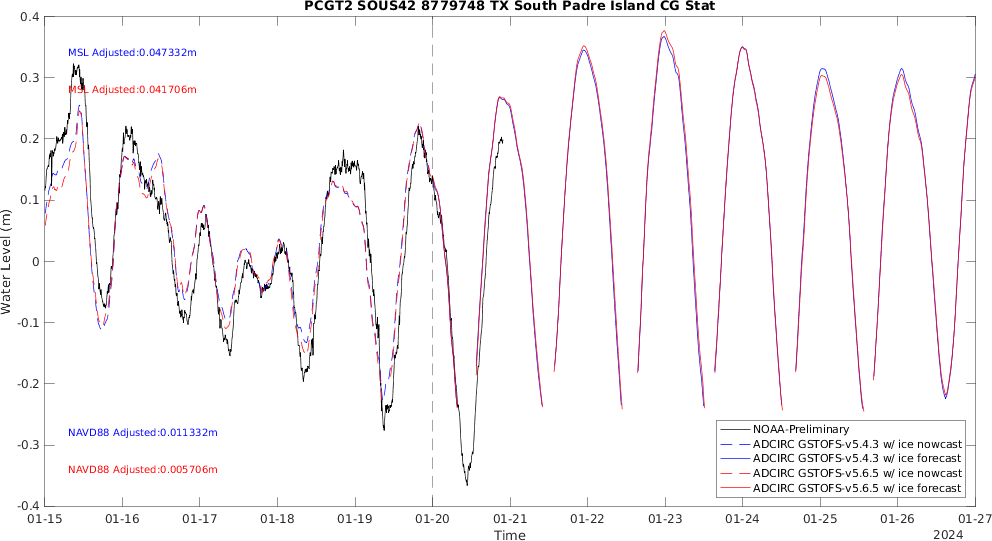 PCGT2 SOUS42 8779748 TX South Padre Island CG Stat
0.4
0.3
0.2
0.1
0
-0.1
-0.2
-0.3
-0.4
Water Level (m)
MSL Adjusted:0.047332m
MSL Adjusted:0.041706m
NAVD88 Adjusted:0.011332m
NAVD88 Adjusted:0.005706m
NOAA-Preliminary
ADCIRC GSTOFS-v5.4.3 w/ ice nowcast
ADCIRC GSTOFS-v5.4.3 w/ ice forecast
ADCIRC GSTOFS-v5.6.5 w/ ice nowcast
ADCIRC GSTOFS-v5.6.5 w/ ice forecast
01-15 01-16 01-17 01-18 01-19 01-20 01-21 01-22 01-23 01-24 01-25 01-26 01-27
Time
2024